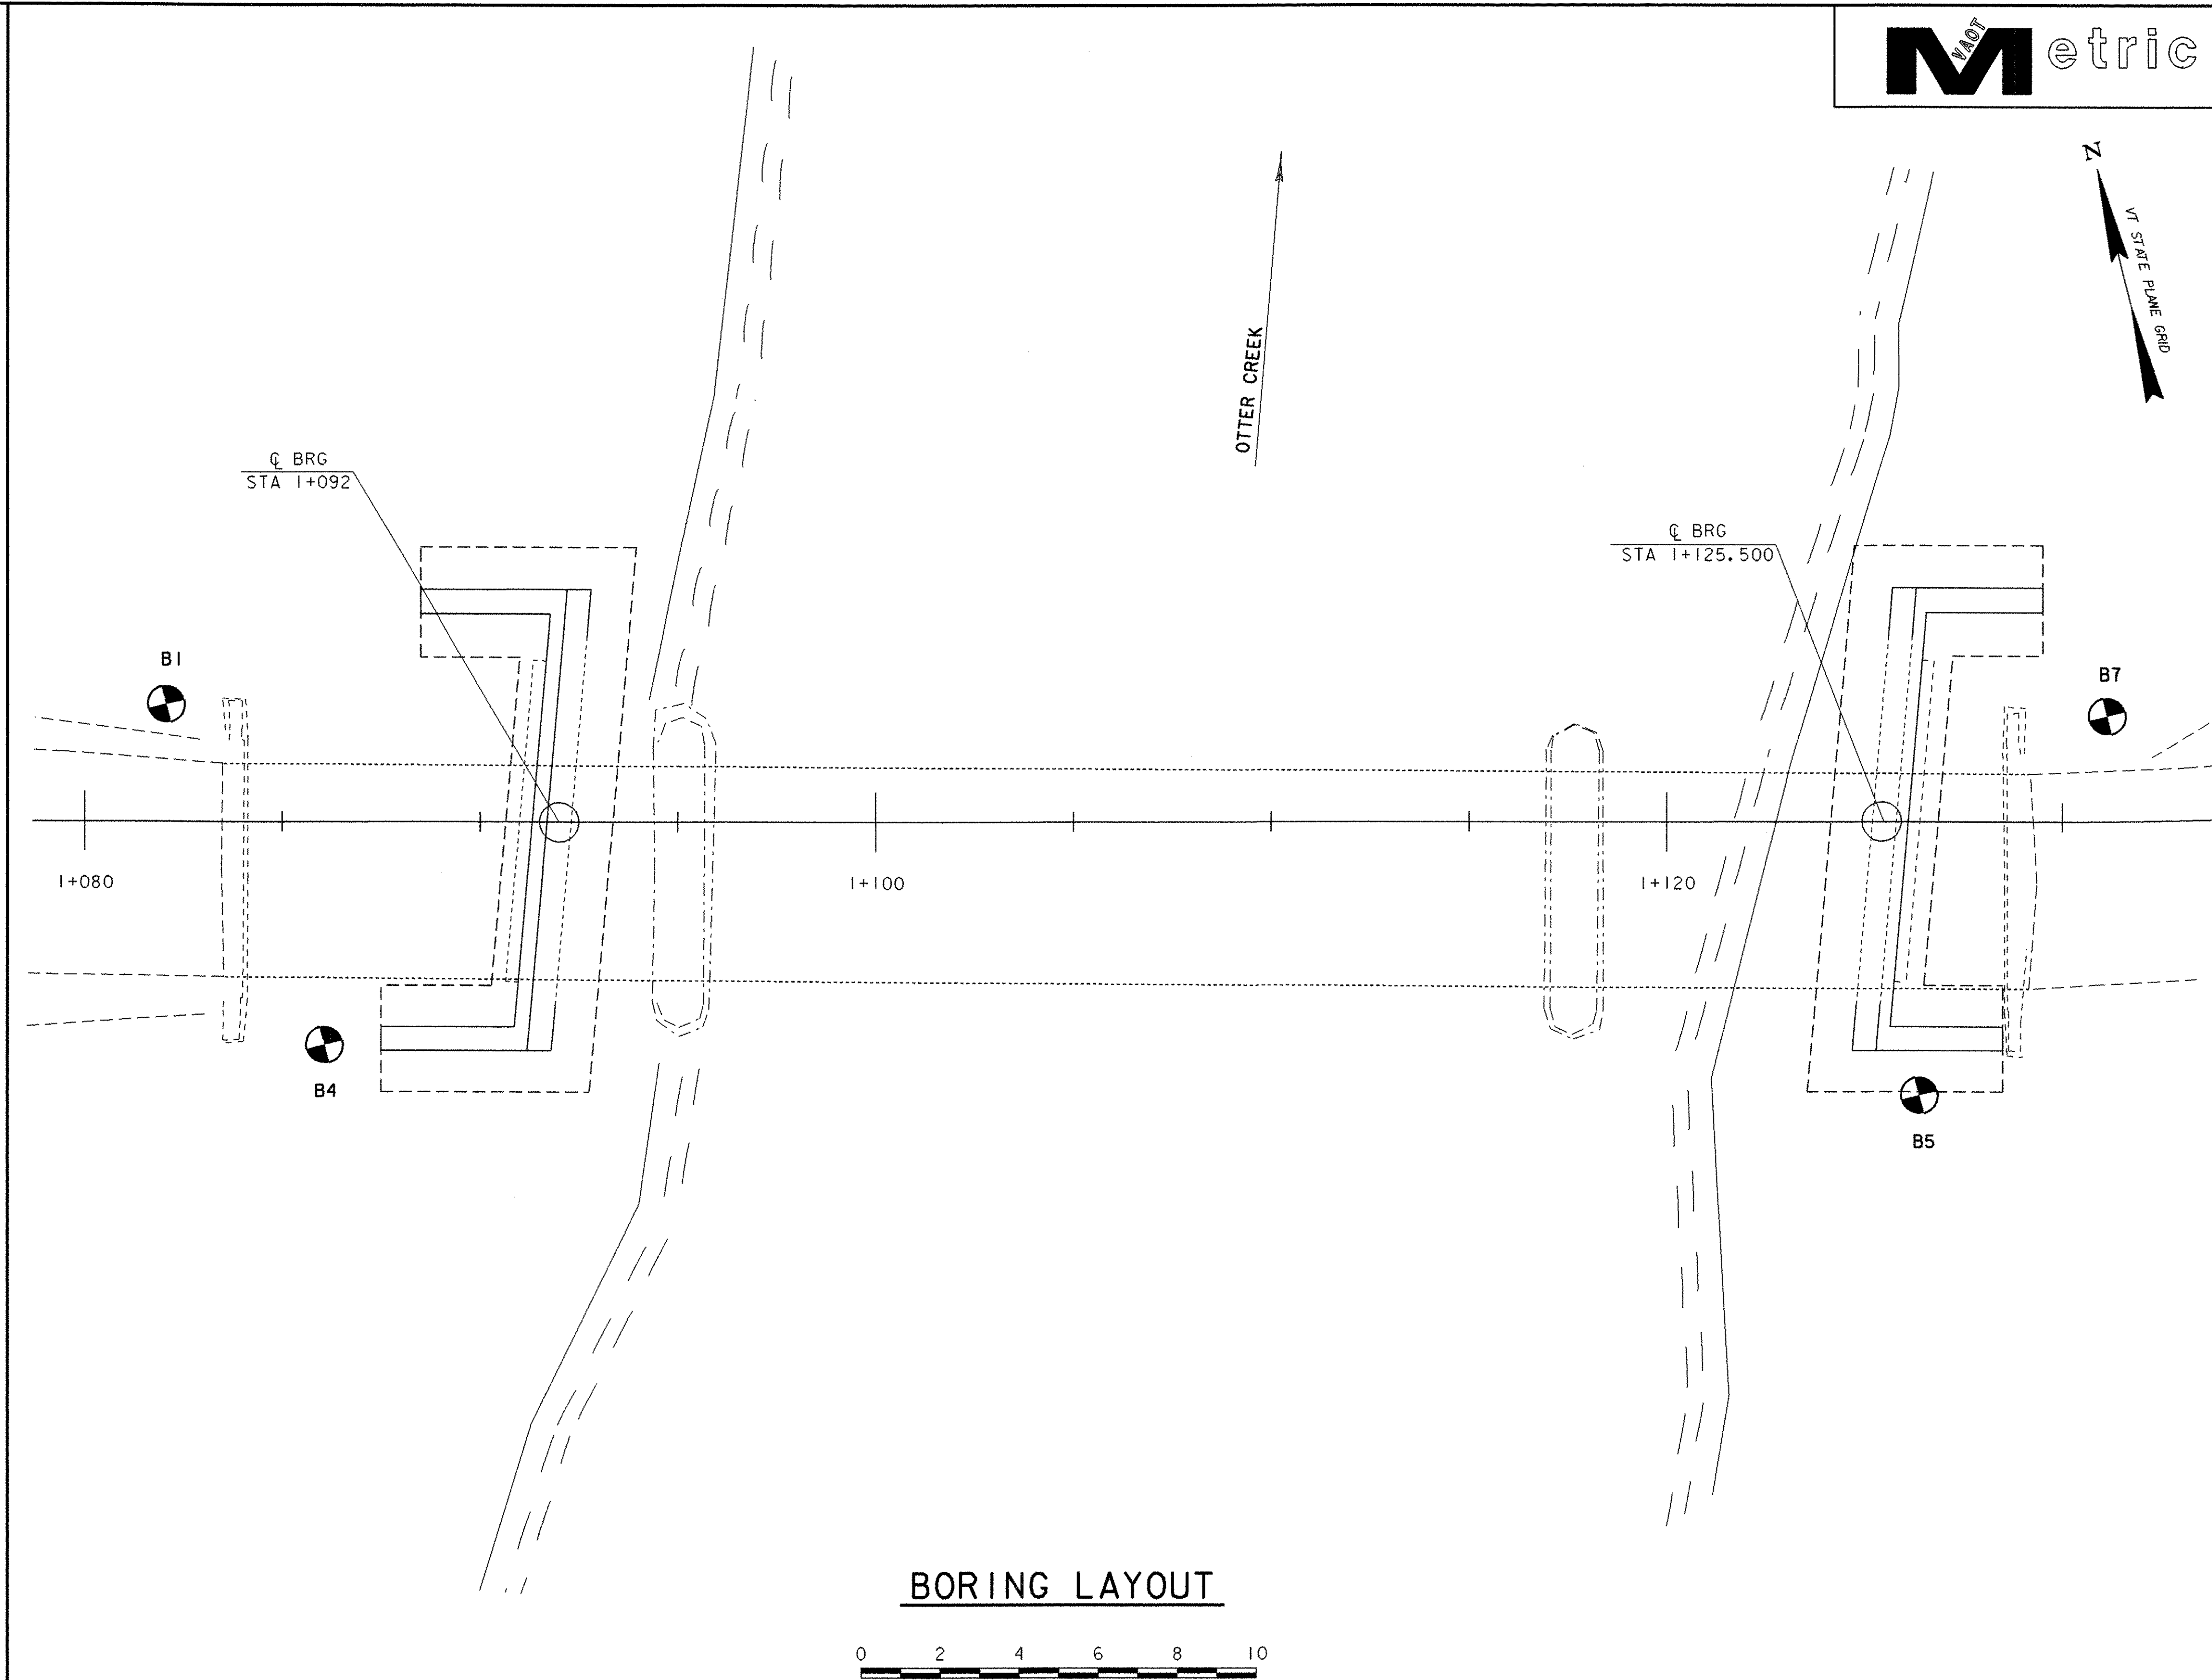 VAOT
Metric
N
VT STATE PLANE GRID
OTTER CREEK
℄ BRG
STA 1+092
℄ BRG
STA 1+125.500
B1
B7
1+080
1+100
1+120
B4
B5
BORING LAYOUT
0 2 4 6 8 10